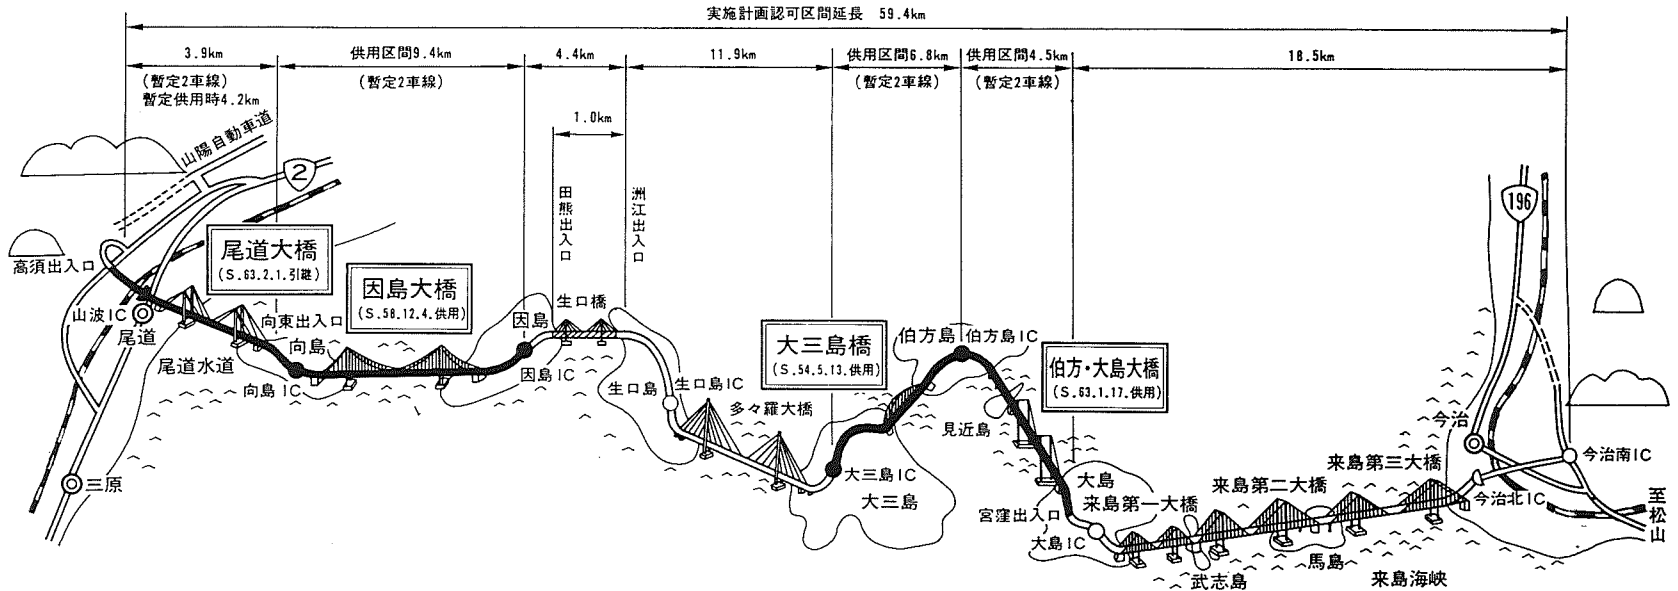 実施計画認可区間延長 59.4km
3.9km
供用区間9.4km
4.4km
11.9km
供用区間6.8km
供用区間4.5km
18.5km
(暫定2車線)
暫定供用時4.2km
(暫定2車線)
(暫定2車線)
(暫定2車線)
1.0km
山陽自動車道
2
田熊出入口
洲江出入口
196
高須出入口
尾道大橋
(S.63.2.1.引継)
因島大橋
(S.58.12.4.供用)
大三島橋
(S.54.5.13.供用)
伯方・大島大橋
(S.63.1.17.供用)
山波IC
尾道
尾道水道
向東出入口
向島
向島IC
因島
因島IC
生口橋
生口島
生口島IC
多々羅大橋
大三島IC
大三島
伯方島
伯方島IC
見近島
大島
宮窪出入口
大島IC
来島第一大橋
武志島
来島第二大橋
馬島
来島第三大橋
来島海峡
今治
今治北IC
今治南IC
至松山
三原